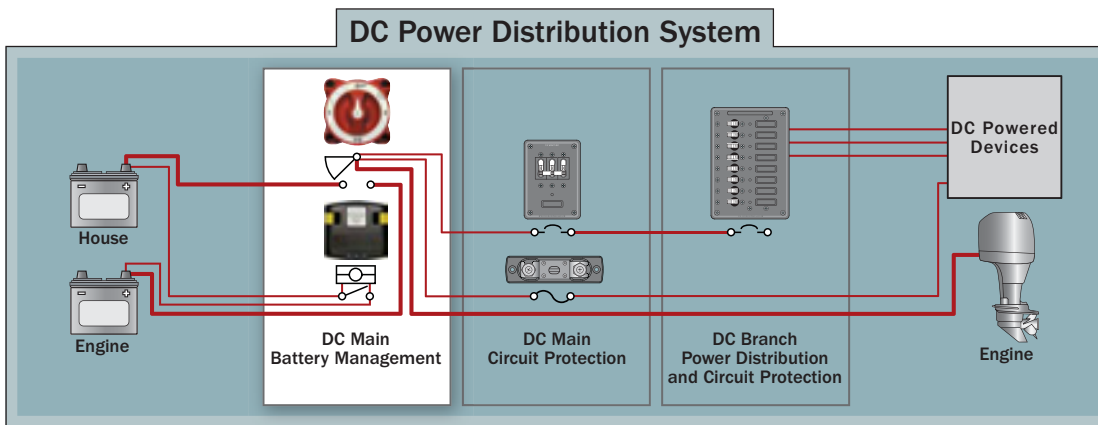 DC Power Distribution System
House
Engine
DC Main
Battery Management
DC Main
Circuit Protection
DC Branch
Power Distribution
and Circuit Protection
DC Powered
Devices
Engine